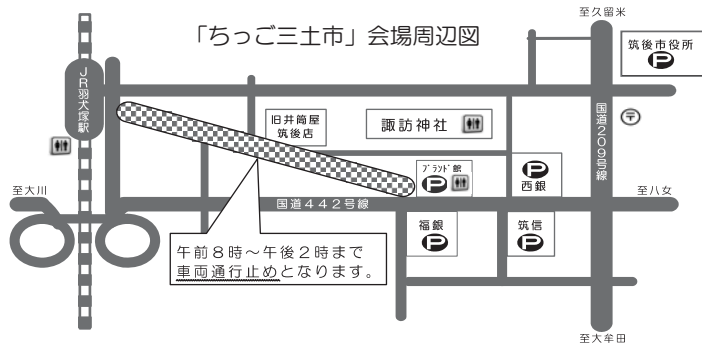 「ちっご三土市」会場周辺図
至久留米
筑後市役所
P
JR羽犬塚駅
旧井筒屋
筑後店
諏訪神社
国道209号線
〒
ブランド館
P
P
西銀
至大川
国道442号線
至八女
福銀
P
筑信
P
午前8時～午後2時まで
車両通行止めとなります。
至大牟田